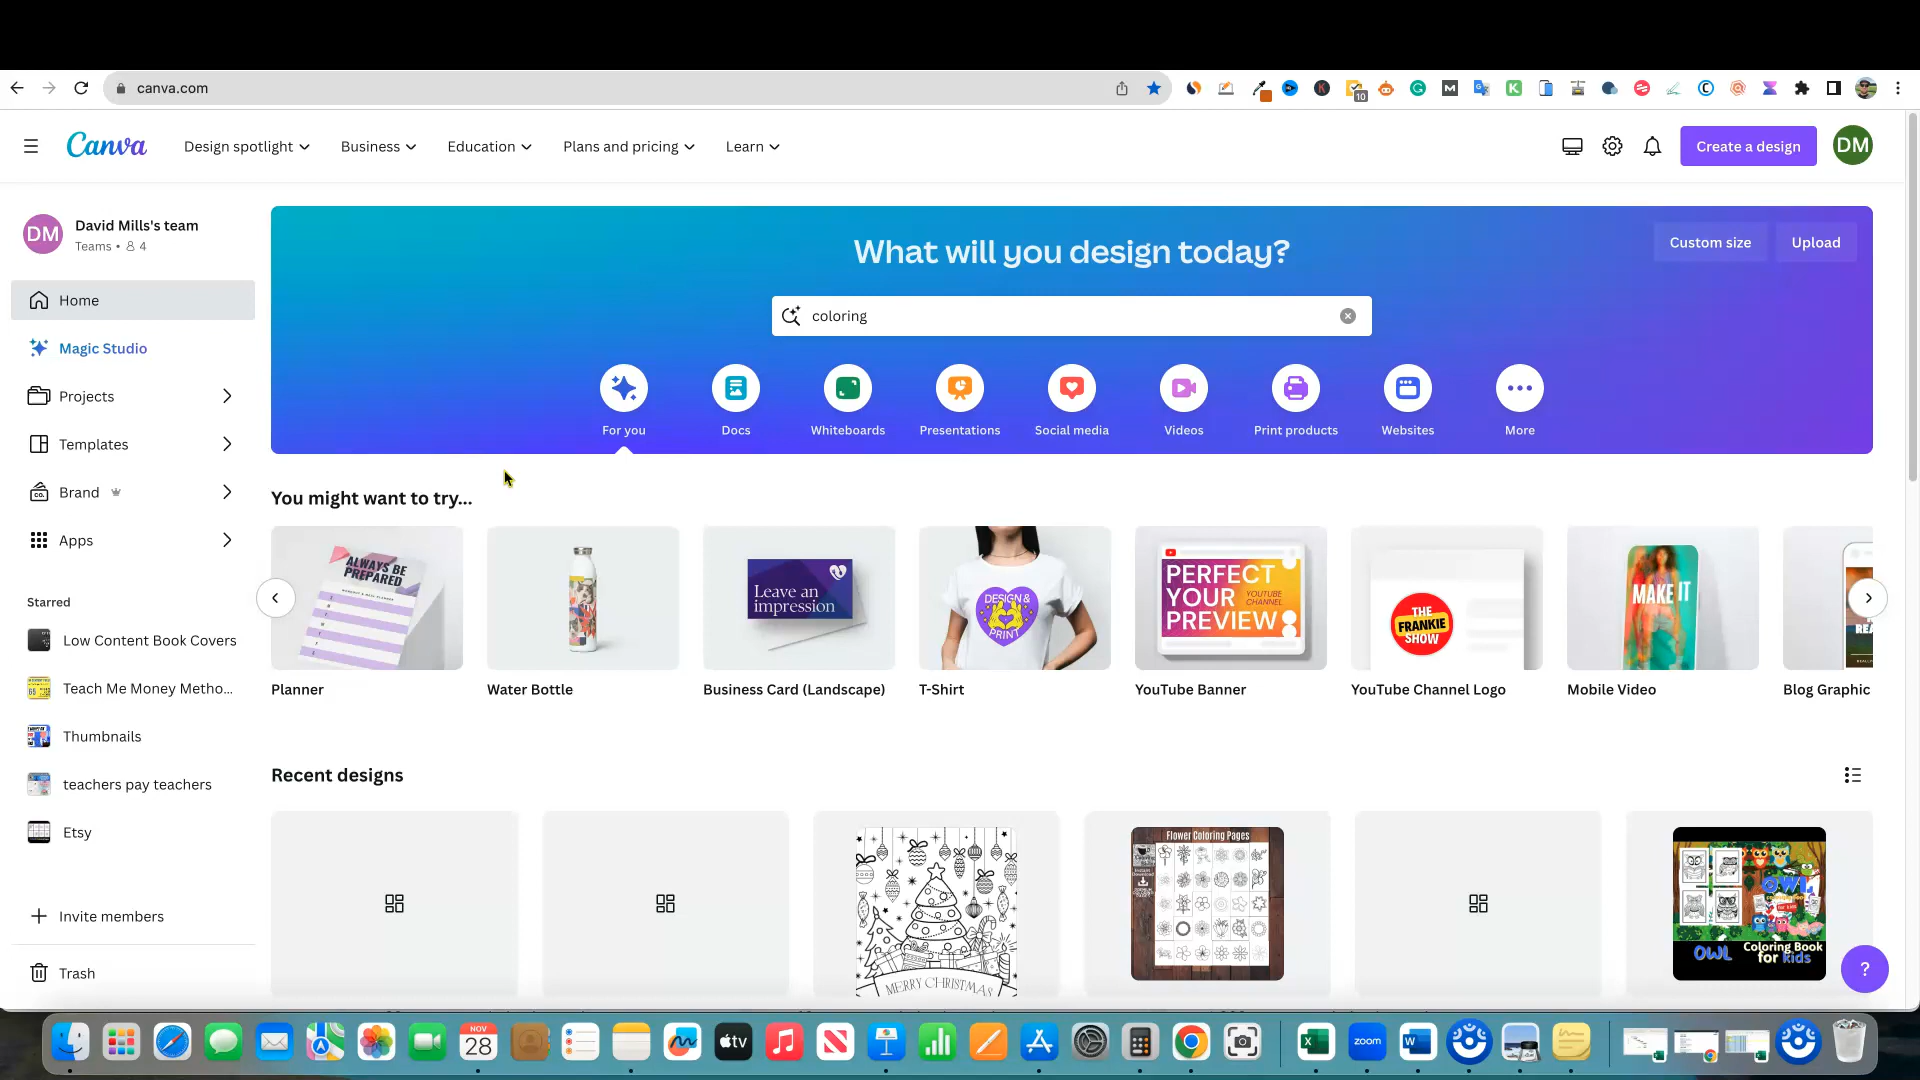 canva.com
10
Canva
Design spotlight
Business
Education
Plans and pricing
Learn
Create a design
DM
DM
David Mills's team
Teams • 4
Home
Magic Studio
Projects
Templates
Brand
Apps
Starred
Low Content Book Covers
Teach Me Money Metho...
Thumbnails
teachers pay teachers
Etsy
Invite members
Trash
What will you design today?
Custom size
Upload
coloring
For you
Docs
Whiteboards
Presentations
Social media
Videos
Print products
Websites
More
You might want to try...
ALWAYS BE
PREPARED
Leave an
impression
DESIGN &
PRINT
PERFECT
YOUR
PREVIEW
YOUTUBE
CHANNEL
THE
FRANKIE
SHOW
MAKE IT
Planner
Water Bottle
Business Card (Landscape)
T-Shirt
YouTube Banner
YouTube Channel Logo
Mobile Video
Blog Graphic
Recent designs
MERRY CHRISTMAS
Flower Coloring Pages
OWL
OWL Coloring Book
for kids
?
NOV
28
tv
zoom